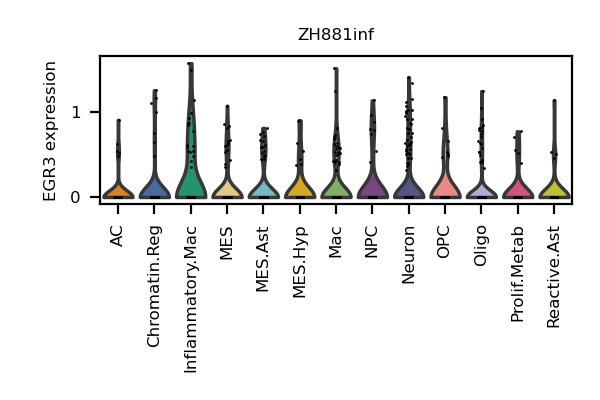 ZH881inf
EGR3 expression
1
0
AC
Chromatin.Reg
Inflammatory.Mac
MES
MES.Ast
MES.Hyp
Mac
NPC
Neuron
OPC
Oligo
Prolif.Metab
Reactive.Ast